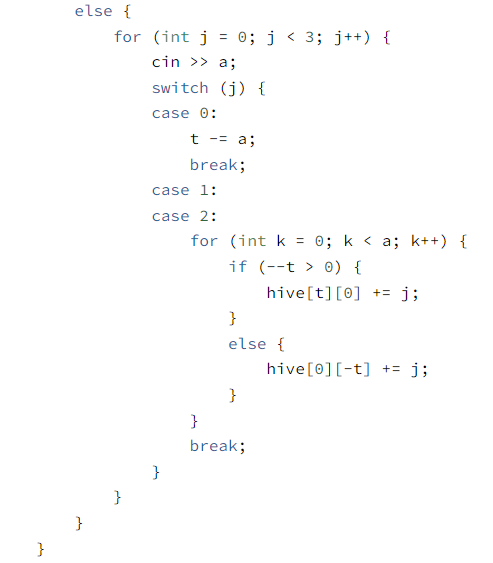 else {
for (int j = 0; j < 3; j++) {
cin >> a;
switch (j) {
case 0:
t -= a;
break;
case 1:
case 2:
for (int k = 0; k < a; k++) {
if (--t > 0) {
hive[t][0] += j;
}
else {
hive[0][-t] += j;
}
}
break;
}
}
}
}